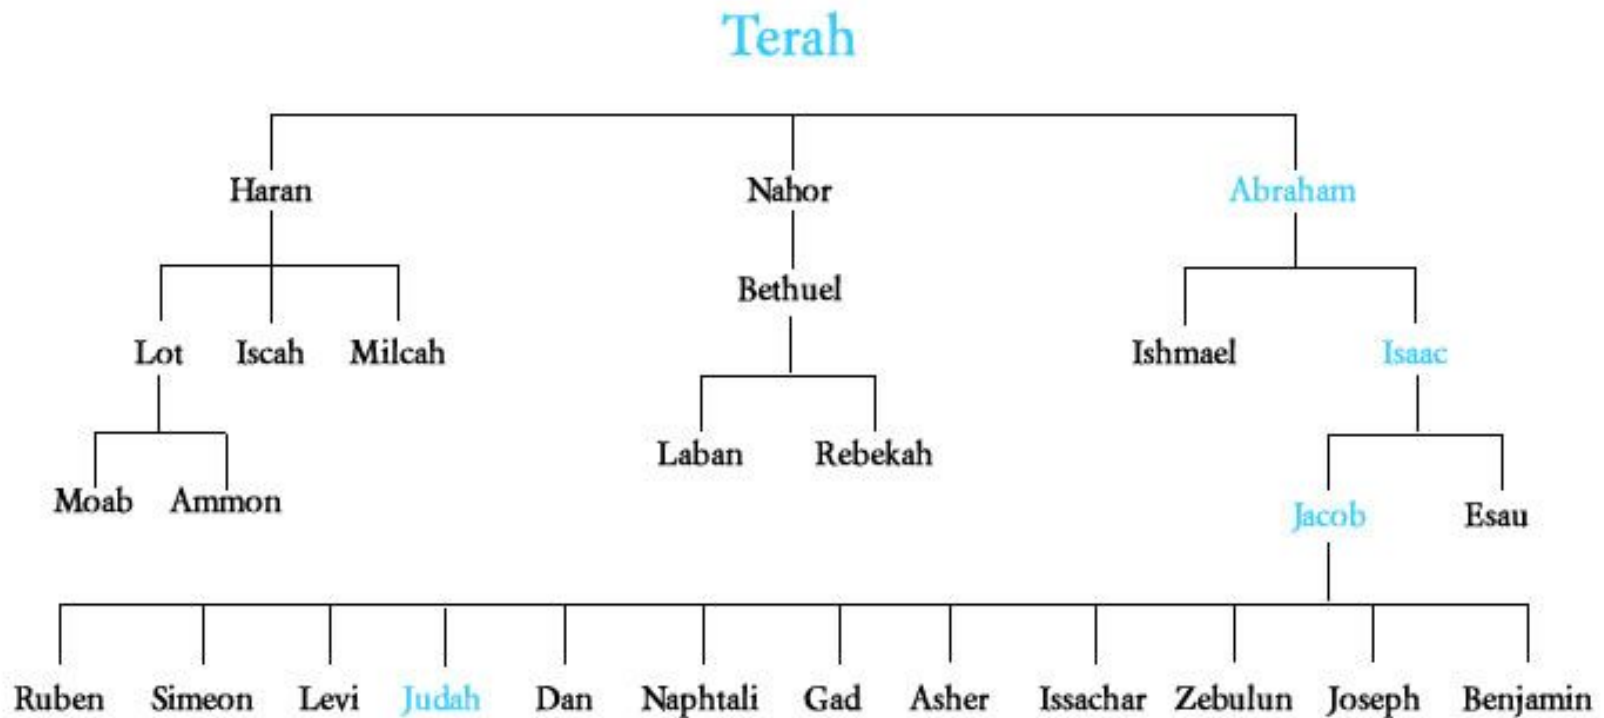 Terah
Haran Nahor Abraham
Bethuel
Lot Iscah Milcah Ishmael Isaac
Laban Rebekah
Moab Ammon Jacob Esau
Ruben Simeon Levi Judah Dan Naphtali Gad Asher Issachar Zebulun Joseph Benjamin